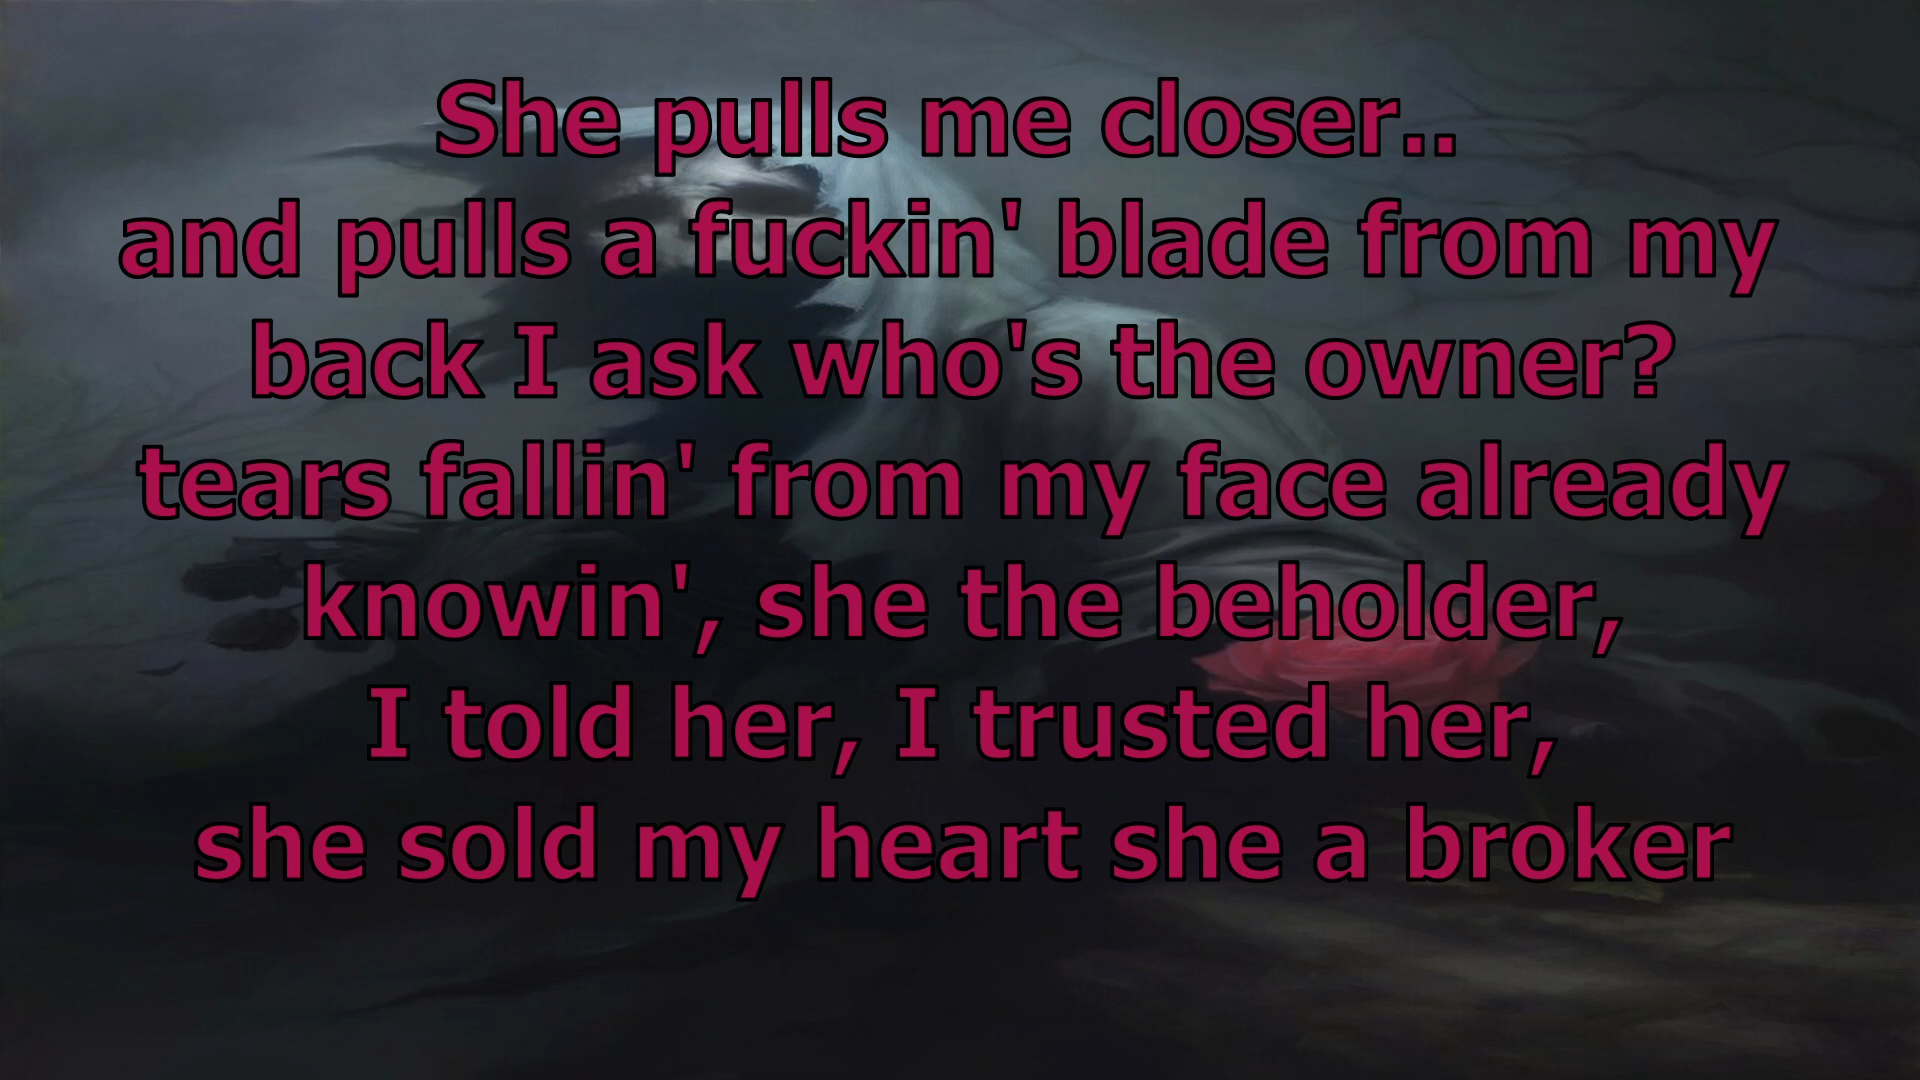 She pulls me closer..
and pulls a fuckin' blade from my
back I ask who's the owner?
tears fallin' from my face already
knowin', she the beholder,
I told her, I trusted her,
she sold my heart she a broker